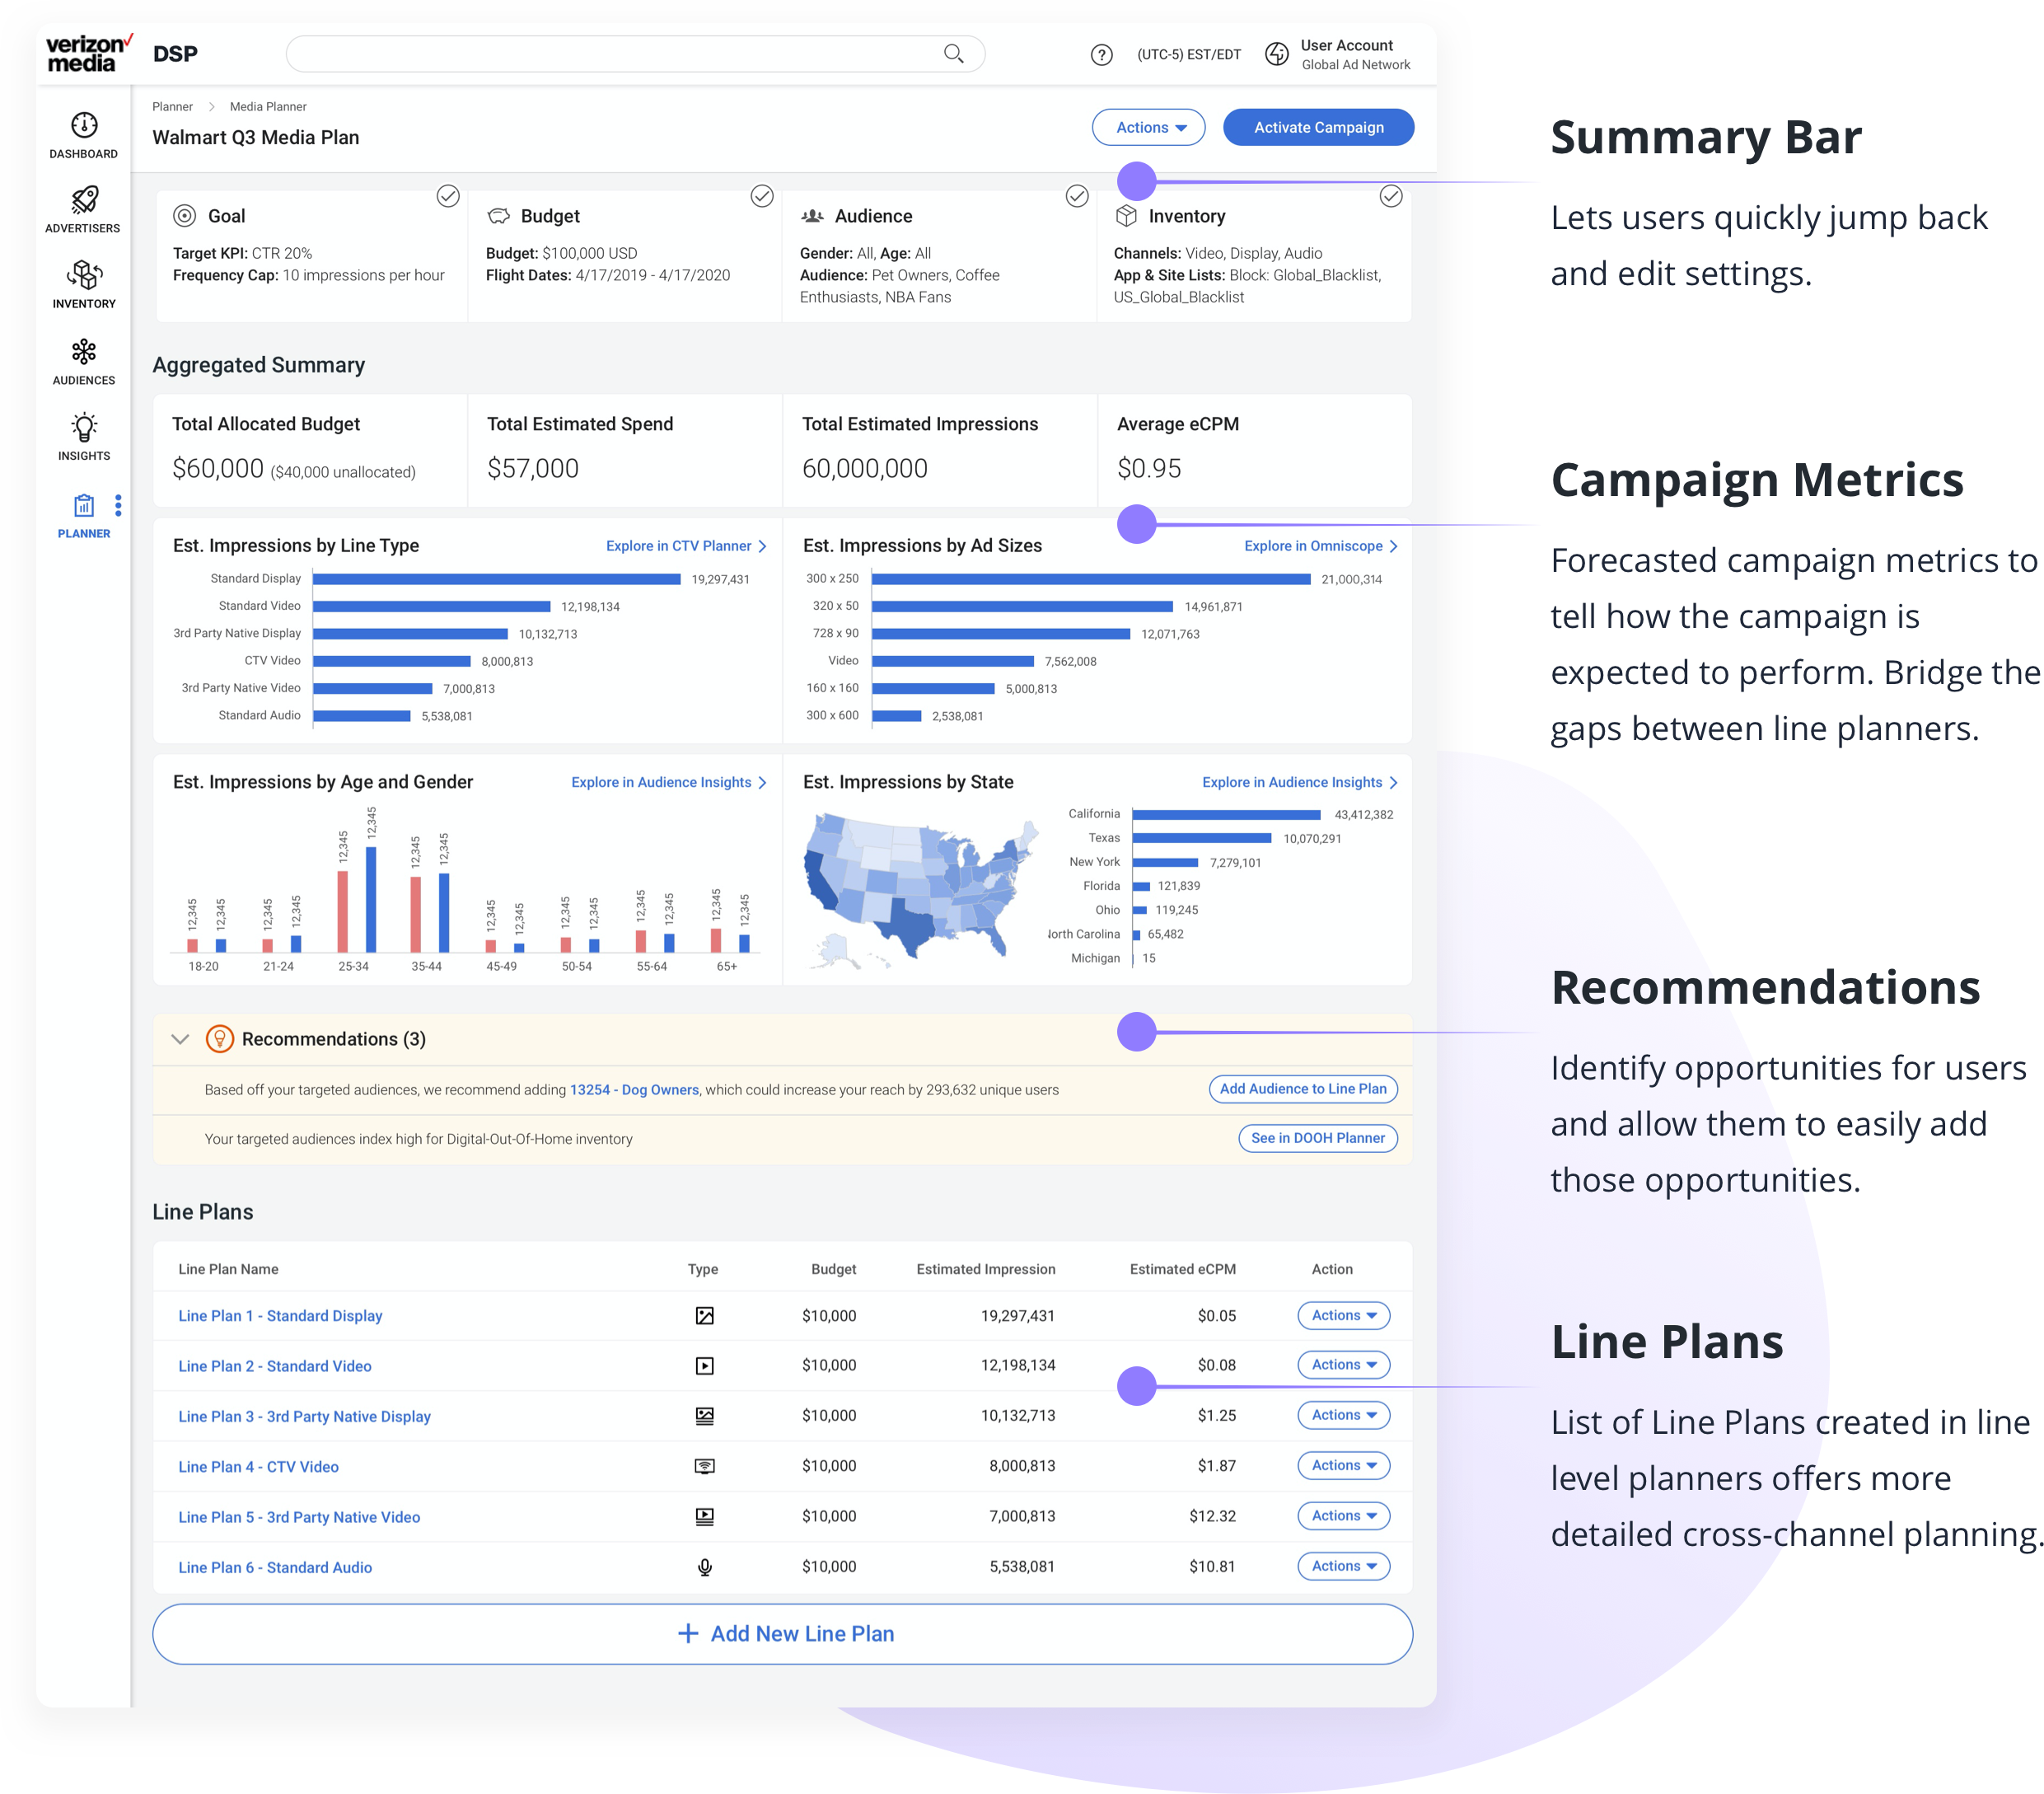 verizon✓
media
DSP
(UTC-5) EST/EDT
User Account
Global Ad Network
Planner > Media Planner
Walmart Q3 Media Plan
Actions
Activate Campaign
DASHBOARD
ADVERTISERS
INVENTORY
AUDIENCES
INSIGHTS
PLANNER
Goal
Target KPI: CTR 20%
Frequency Cap: 10 impressions per hour
Budget
Budget: $100,000 USD
Flight Dates: 4/17/2019 - 4/17/2020
Audience
Gender: All, Age: All
Audience: Pet Owners, Coffee
Enthusiasts, NBA Fans
Inventory
Channels: Video, Display, Audio
App & Site Lists: Block: Global_Blacklist,
US_Global_Blacklist
Aggregated Summary
Total Allocated Budget
$60,000 ($40,000 unallocated)
Total Estimated Spend
$57,000
Total Estimated Impressions
60,000,000
Average eCPM
$0.95
Est. Impressions by Line Type
Explore in CTV Planner >
Standard Display 19,297,431
Standard Video 12,198,134
3rd Party Native Display 10,132,713
CTV Video 8,000,813
3rd Party Native Video 7,000,813
Standard Audio 5,538,081
Est. Impressions by Ad Sizes
Explore in Omniscope >
300 x 250 21,000,314
320 x 50 14,961,871
728 x 90 12,071,763
Video 7,562,008
160 x 160 5,000,813
300 x 600 2,538,081
Est. Impressions by Age and Gender
Explore in Audience Insights >
12,345 12,345 12,345 12,345 12,345 12,345 12,345 12,345 12,345 12,345 12,345 12,345 12,345 12,345 12,345 12,345
18-20 21-24 25-34 35-44 45-49 50-54 55-64 65+
Est. Impressions by State
Explore in Audience Insights >
California 43,412,382
Texas 10,070,291
New York 7,279,101
Florida 121,839
Ohio 119,245
orth Carolina 65,482
Michigan 15
Recommendations (3)
Based off your targeted audiences, we recommend adding 13254 - Dog Owners, which could increase your reach by 293,632 unique users
Add Audience to Line Plan
Your targeted audiences index high for Digital-Out-Of-Home inventory
See in DOOH Planner
Line Plans
Line Plan Name Type Budget Estimated Impression Estimated eCPM Action
Line Plan 1 - Standard Display $10,000 19,297,431 $0.05 Actions
Line Plan 2 - Standard Video $10,000 12,198,134 $0.08 Actions
Line Plan 3 - 3rd Party Native Display $10,000 10,132,713 $1.25 Actions
Line Plan 4 - CTV Video $10,000 8,000,813 $1.87 Actions
Line Plan 5 - 3rd Party Native Video $10,000 7,000,813 $12.32 Actions
Line Plan 6 - Standard Audio $10,000 5,538,081 $10.81 Actions
+ Add New Line Plan
Summary Bar
Lets users quickly jump back
and edit settings.
Campaign Metrics
Forecasted campaign metrics to
tell how the campaign is
expected to perform. Bridge the
gaps between line planners.
Recommendations
Identify opportunities for users
and allow them to easily add
those opportunities.
Line Plans
List of Line Plans created in line
level planners offers more
detailed cross-channel planning.